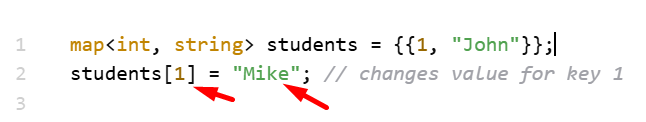 1 map<int, string> students = {{1, "John"}};
2 students[1] = "Mike"; // changes value for key 1
3